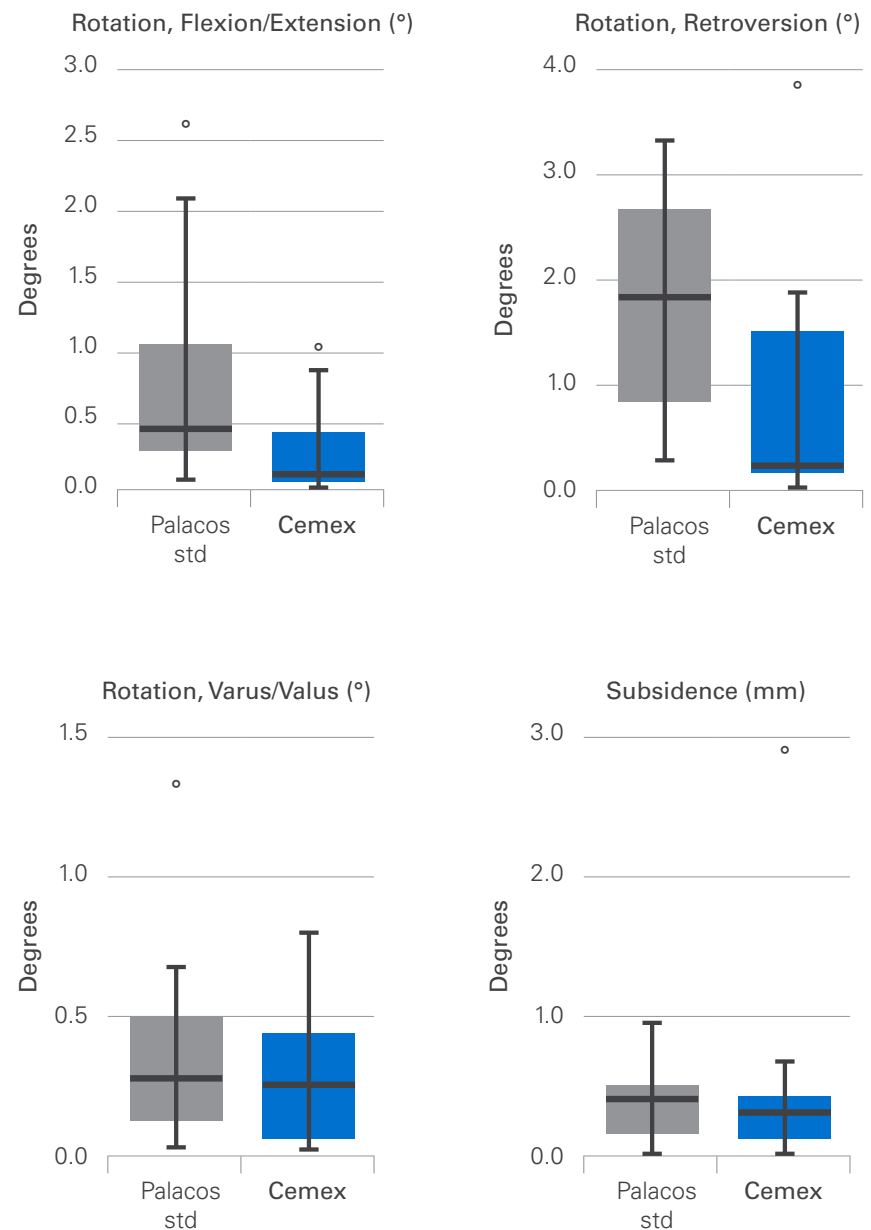 Rotation, Flexion/Extension (°)
3.0
2.5
2.0
1.5
1.0
0.5
0.0
Degrees
Palacos
std
Cemex
Rotation, Retroversion (°)
4.0
3.0
2.0
1.0
0.0
Degrees
Palacos
std
Cemex
Rotation, Varus/Valus (°)
1.5
1.0
0.5
0.0
Degrees
Palacos
std
Cemex
Subsidence (mm)
3.0
2.0
1.0
0.0
Degrees
Palacos
std
Cemex